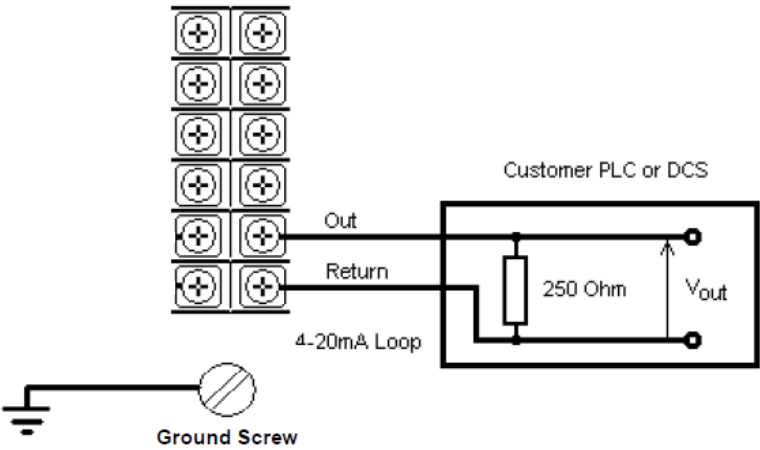 Customer PLC or DCS
Out
Return
250 Ohm
Vout
4-20mA Loop
Ground Screw